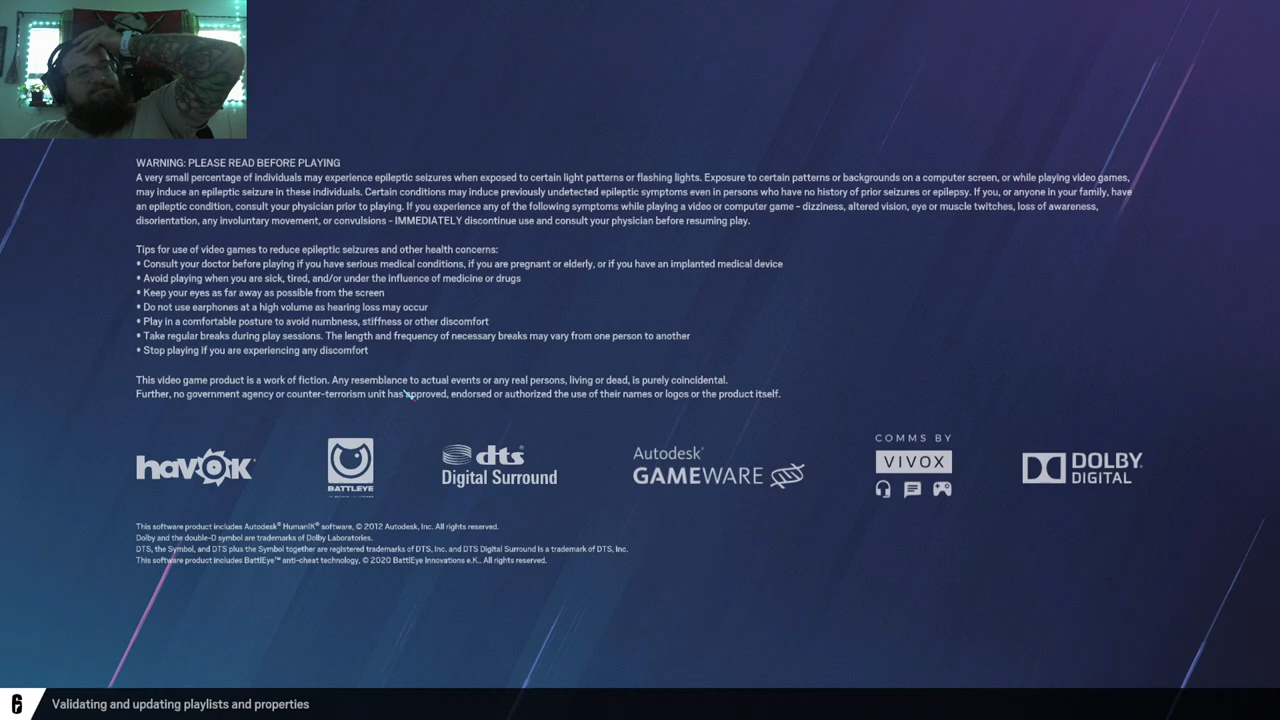 WARNING: PLEASE READ BEFORE PLAYING
A very small percentage of individuals may experience epileptic seizures when exposed to certain light patterns or flashing lights. Exposure to certain patterns or backgrounds on a computer screen, or while playing video games,
may induce an epileptic seizure in these individuals. Certain conditions may induce previously undetected epileptic symptoms even in persons who have no history of prior seizures or epilepsy. If you, or anyone in your family, have
an epileptic condition, consult your physician prior to playing. If you experience any of the following symptoms while playing a video or computer game - dizziness, altered vision, eye or muscle twitches, loss of awareness,
disorientation, any involuntary movement, or convulsions - IMMEDIATELY discontinue use and consult your physician before resuming play.
Tips for use of video games to reduce epileptic seizures and other health concerns:
• Consult your doctor before playing if you have serious medical conditions, if you are pregnant or elderly, or if you have an implanted medical device
• Avoid playing when you are sick, tired, and/or under the influence of medicine or drugs
• Keep your eyes as far away as possible from the screen
• Do not use earphones at a high volume as hearing loss may occur
• Play in a comfortable posture to avoid numbness, stiffness or other discomfort
• Take regular breaks during play sessions. The length and frequency of necessary breaks may vary from one person to another
• Stop playing if you are experiencing any discomfort
This video game product is a work of fiction. Any resemblance to actual events or any real persons, living or dead, is purely coincidental.
Further, no government agency or counter-terrorism unit has approved, endorsed or authorized the use of their names or logos or the product itself.
havok
BATTLEYE
dts®
Digital Surround
Autodesk®
GAMEWARE
COMMS BY
VIVOX
DOLBY
DIGITAL
This software product includes Autodesk® HumanIK® software, © 2012 Autodesk, Inc. All rights reserved.
Dolby and the double-D symbol are trademarks of Dolby Laboratories.
DTS, the Symbol, and DTS plus the Symbol together are registered trademarks of DTS, Inc. and DTS Digital Surround is a trademark of DTS, Inc.
This software product includes BattlEye™ anti-cheat technology, © 2020 BattlEye Innovations e.K.. All rights reserved.
6 Validating and updating playlists and properties